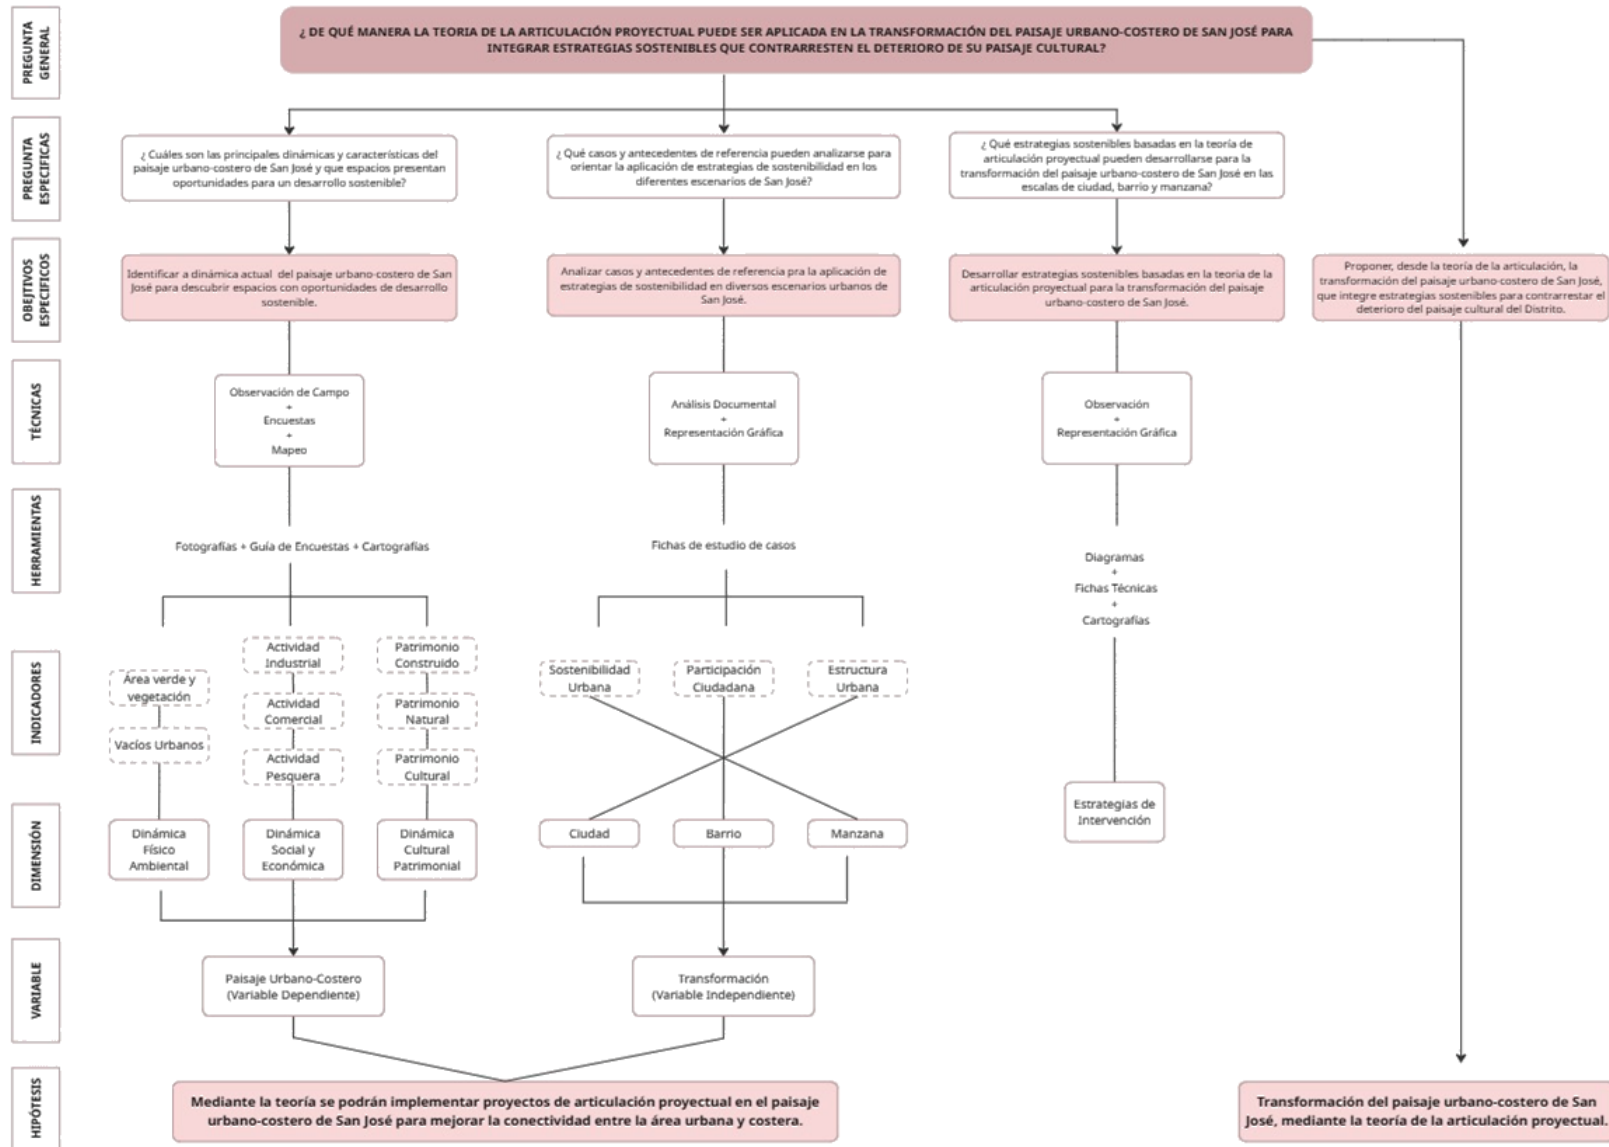 PREGUNTA
GENERAL
¿ DE QUÉ MANERA LA TEORIA DE LA ARTICULACIÓN PROYECTUAL PUEDE SER APLICADA EN LA TRANSFORMACIÓN DEL PAISAJE URBANO-COSTERO DE SAN JOSÉ PARA
INTEGRAR ESTRATEGIAS SOSTENIBLES QUE CONTRARRESTEN EL DETERIORO DE SU PAISAJE CULTURAL?
PREGUNTA
ESPECIFICAS
¿ Cuáles son las principales dinámicas y características del
paisaje urbano-costero de San José y que espacios presentan
oportunidades para un desarrollo sostenible?
¿ Qué casos y antecedentes de referencia pueden analizarse para
orientar la aplicación de estrategias de sostenibilidad en los
diferentes escenarios de San José?
¿ Qué estrategias sostenibles basadas en la teoría de
articulación proyectual pueden desarrollarse para la
transformación del paisaje urbano-costero de San José en las
escalas de ciudad, barrio y manzana?
OBEJTIVOS
ESPECIFICOS
Identificar a dinámica actual del paisaje urbano-costero de San
José para descubrir espacios con oportunidades de desarrollo
sostenible.
Analizar casos y antecedentes de referencia pra la aplicación de
estrategias de sostenibilidad en diversos escenarios urbanos de
San José.
Desarrollar estrategias sostenibles basadas en la teoria de la
articulación proyectual para la transformación del paisaje
urbano-costero de San José.
Proponer, desde la teoría de la articulación, la
transformación del paisaje urbano-costero de San José,
que integre estrategias sostenibles para contrarrestar el
deterioro del paisaje cultural del Distrito.
TÉCNICAS
Observación de Campo
+
Encuestas
+
Mapeo
Análisis Documental
+
Representación Gráfica
Observación
+
Representación Gráfica
HERRAMIENTAS
Fotografías + Guía de Encuestas + Cartografías
Fichas de estudio de casos
Diagramas
+
Fichas Técnicas
+
Cartografías
INDICADORES
Área verde y
vegetación
Vacíos Urbanos
Actividad
Industrial
Actividad
Comercial
Actividad
Pesquera
Patrimonio
Construido
Patrimonio
Natural
Patrimonio
Cultural
Sostenibilidad
Urbana
Participación
Ciudadana
Estructura
Urbana
DIMENSIÓN
Dinámica
Físico
Ambiental
Dinámica
Social y
Económica
Dinámica
Cultural
Patrimonial
Ciudad
Barrio
Manzana
Estrategias de
Intervención
VARIABLE
Paisaje Urbano-Costero
(Variable Dependiente)
Transformación
(Variable Independiente)
HIPÓTESIS
Mediante la teoría se podrán implementar proyectos de articulación proyectual en el paisaje
urbano-costero de San José para mejorar la conectividad entre la área urbana y costera.
Transformación del paisaje urbano-costero de San
José, mediante la teoría de la articulación proyectual.